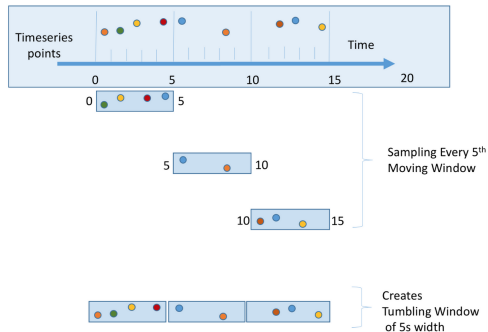 Timeseries
points
Time
0 5 10 15 20
0 5
5 10
Sampling Every 5th
Moving Window
10 15
Creates
Tumbling Window
of 5s width